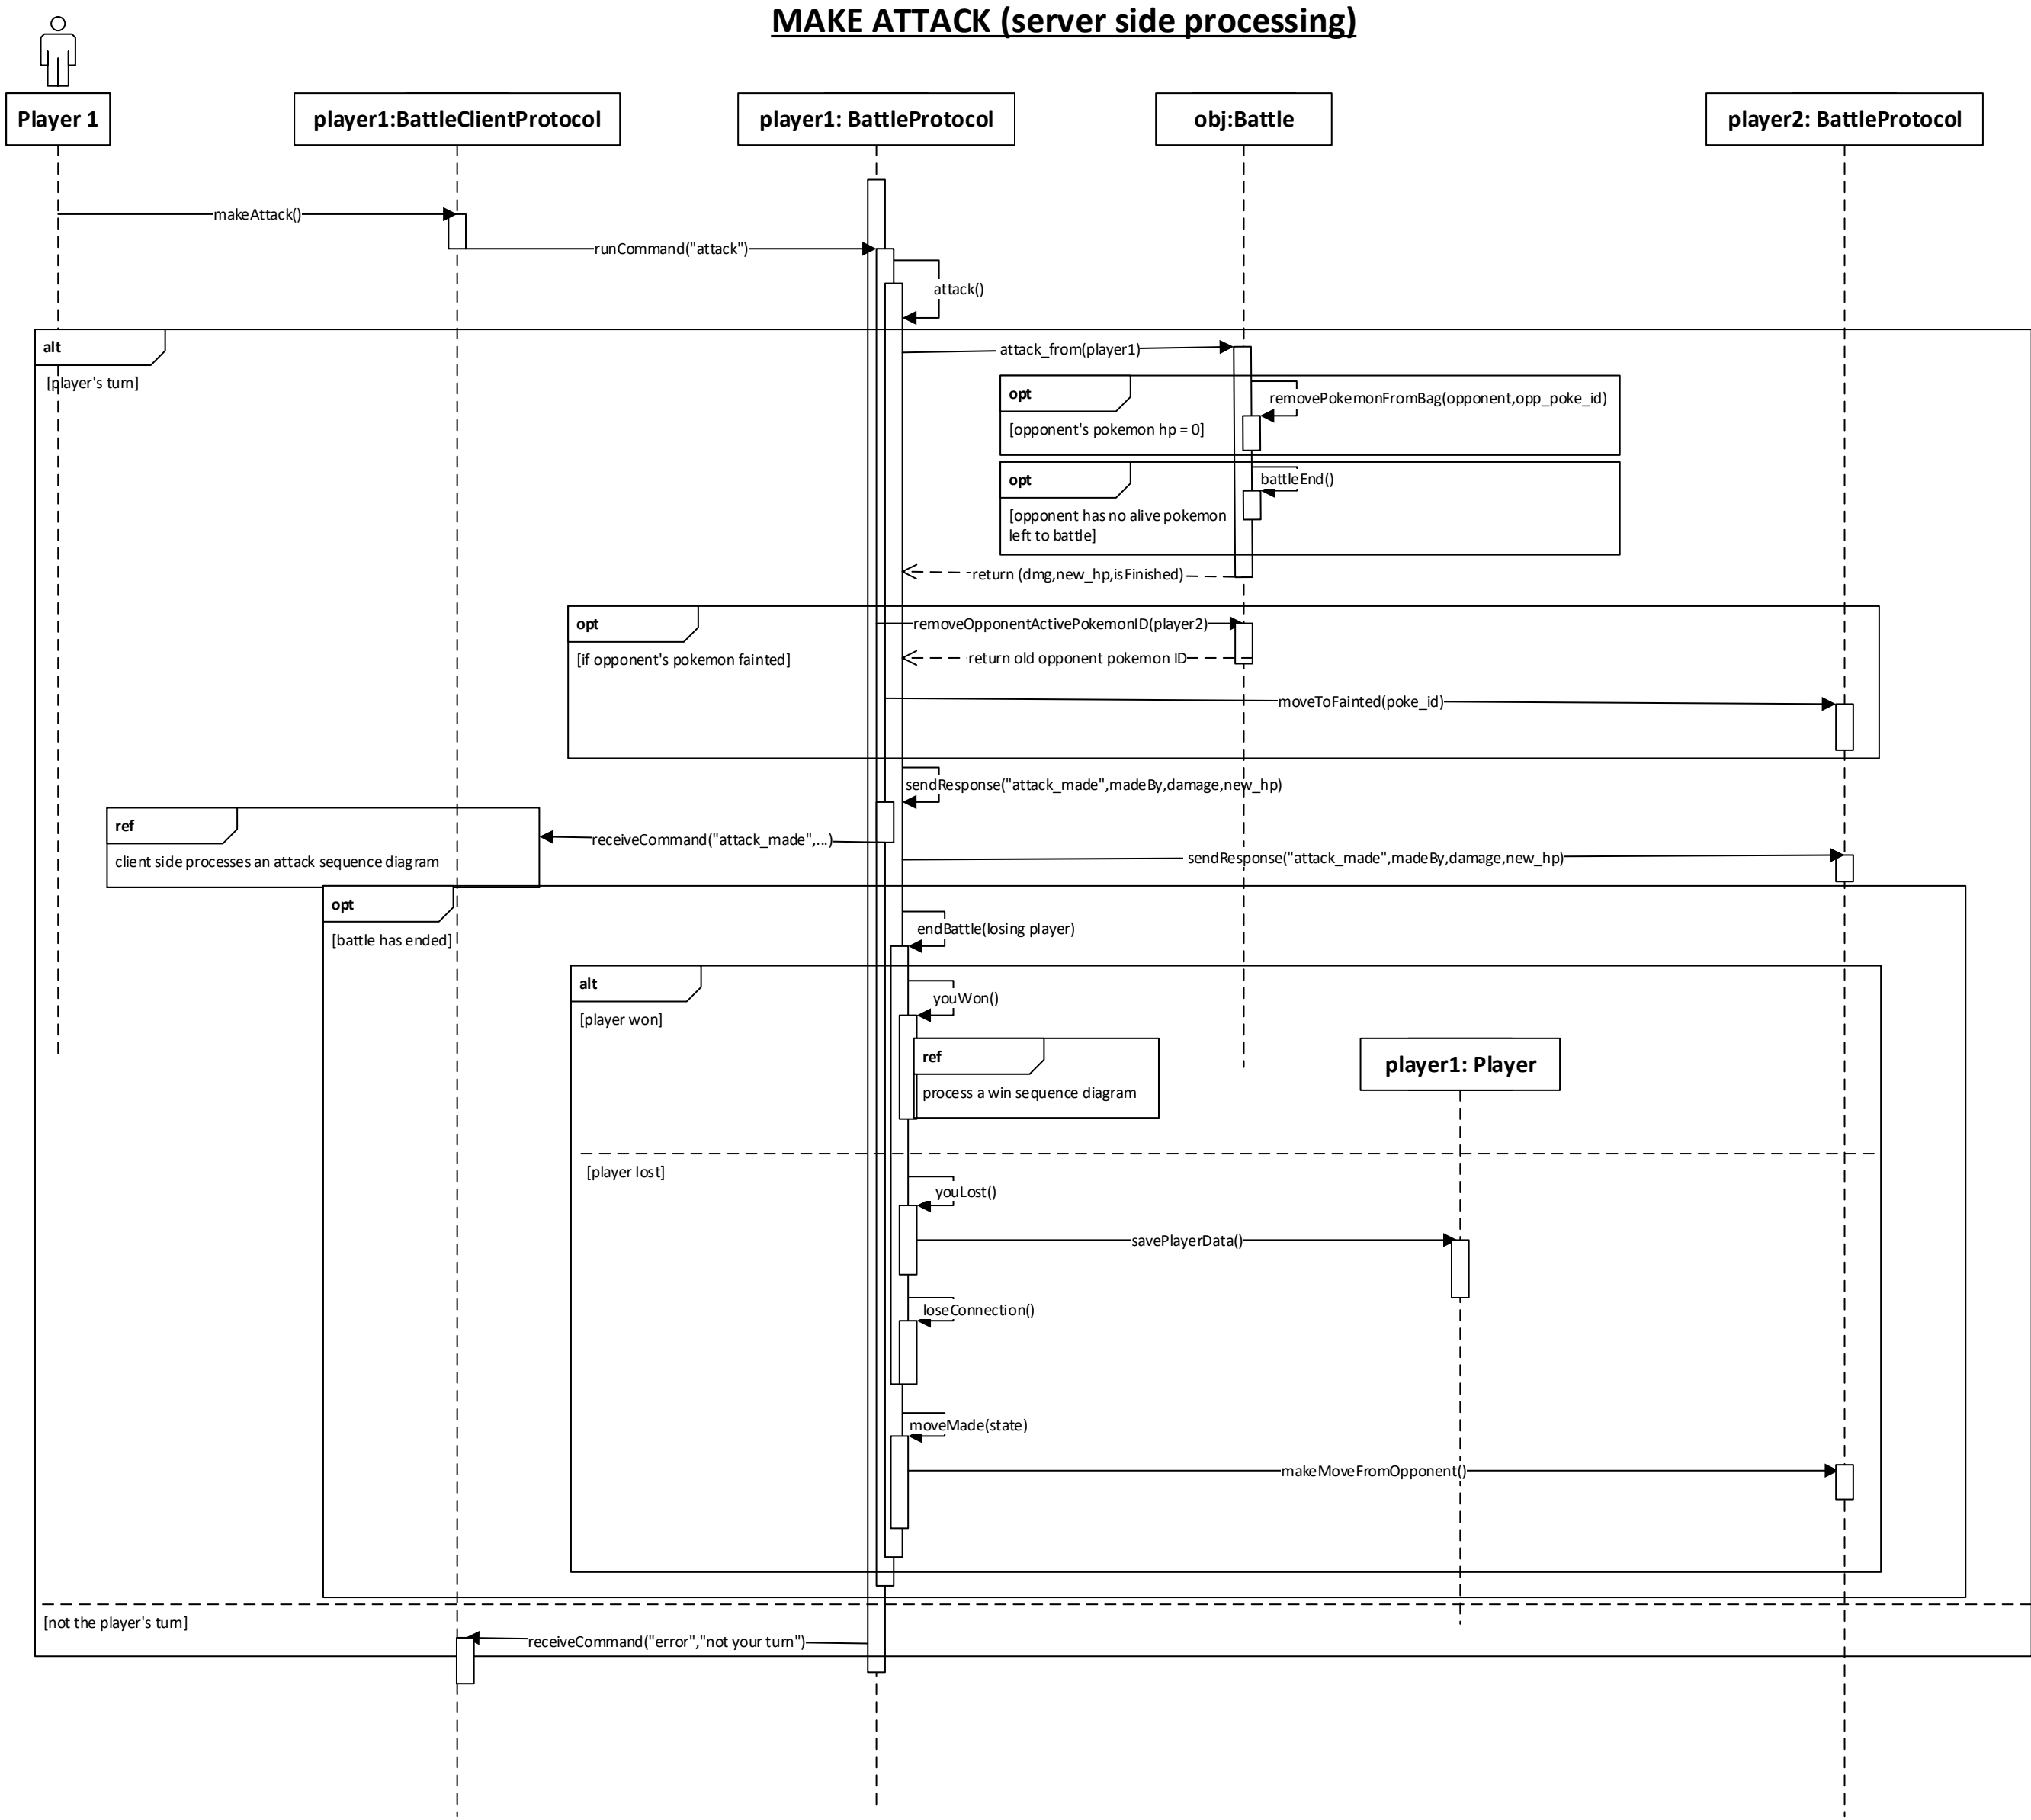 MAKE ATTACK (server side processing)
Player 1
player1:BattleClientProtocol
player1: BattleProtocol
obj:Battle
player2: BattleProtocol
makeAttack()
runCommand("attack")
attack()
alt
[player's turn]
attack_from(player1)
opt
removePokemonFromBag(opponent,opp_poke_id)
[opponent's pokemon hp = 0]
opt
battleEnd()
[opponent has no alive pokemon
left to battle]
return (dmg,new_hp,isFinished)
opt
removeOpponentActivePokemonID(player2)
[if opponent's pokemon fainted]
return old opponent pokemon ID
moveToFainted(poke_id)
sendResponse("attack_made",madeBy,damage,new_hp)
ref
receiveCommand("attack_made",...)
client side processes an attack sequence diagram
sendResponse("attack_made",madeBy,damage,new_hp)
opt
endBattle(losing player)
[battle has ended]
alt
youWon()
[player won]
ref
player1: Player
process a win sequence diagram
[player lost]
youLost()
savePlayerData()
loseConnection()
moveMade(state)
makeMoveFromOpponent()
[not the player's turn]
receiveCommand("error","not your turn")